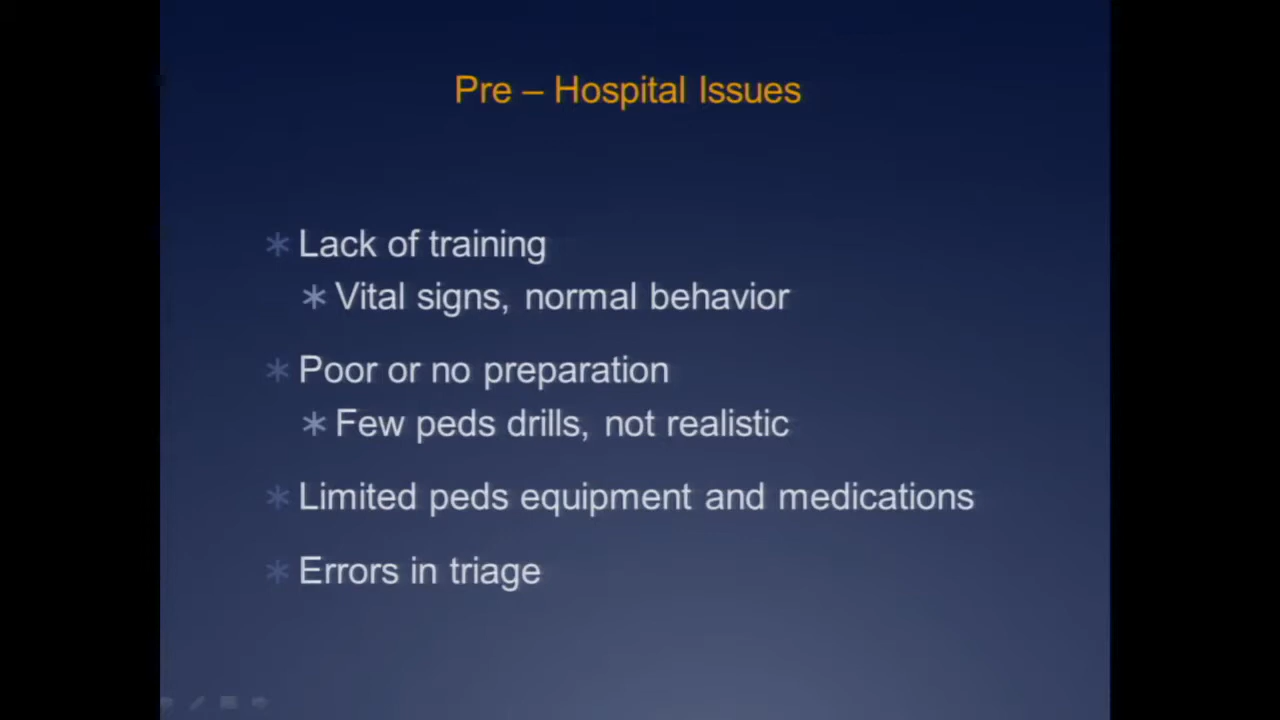 Pre – Hospital Issues
* Lack of training
* Vital signs, normal behavior
* Poor or no preparation
* Few peds drills, not realistic
* Limited peds equipment and medications
* Errors in triage